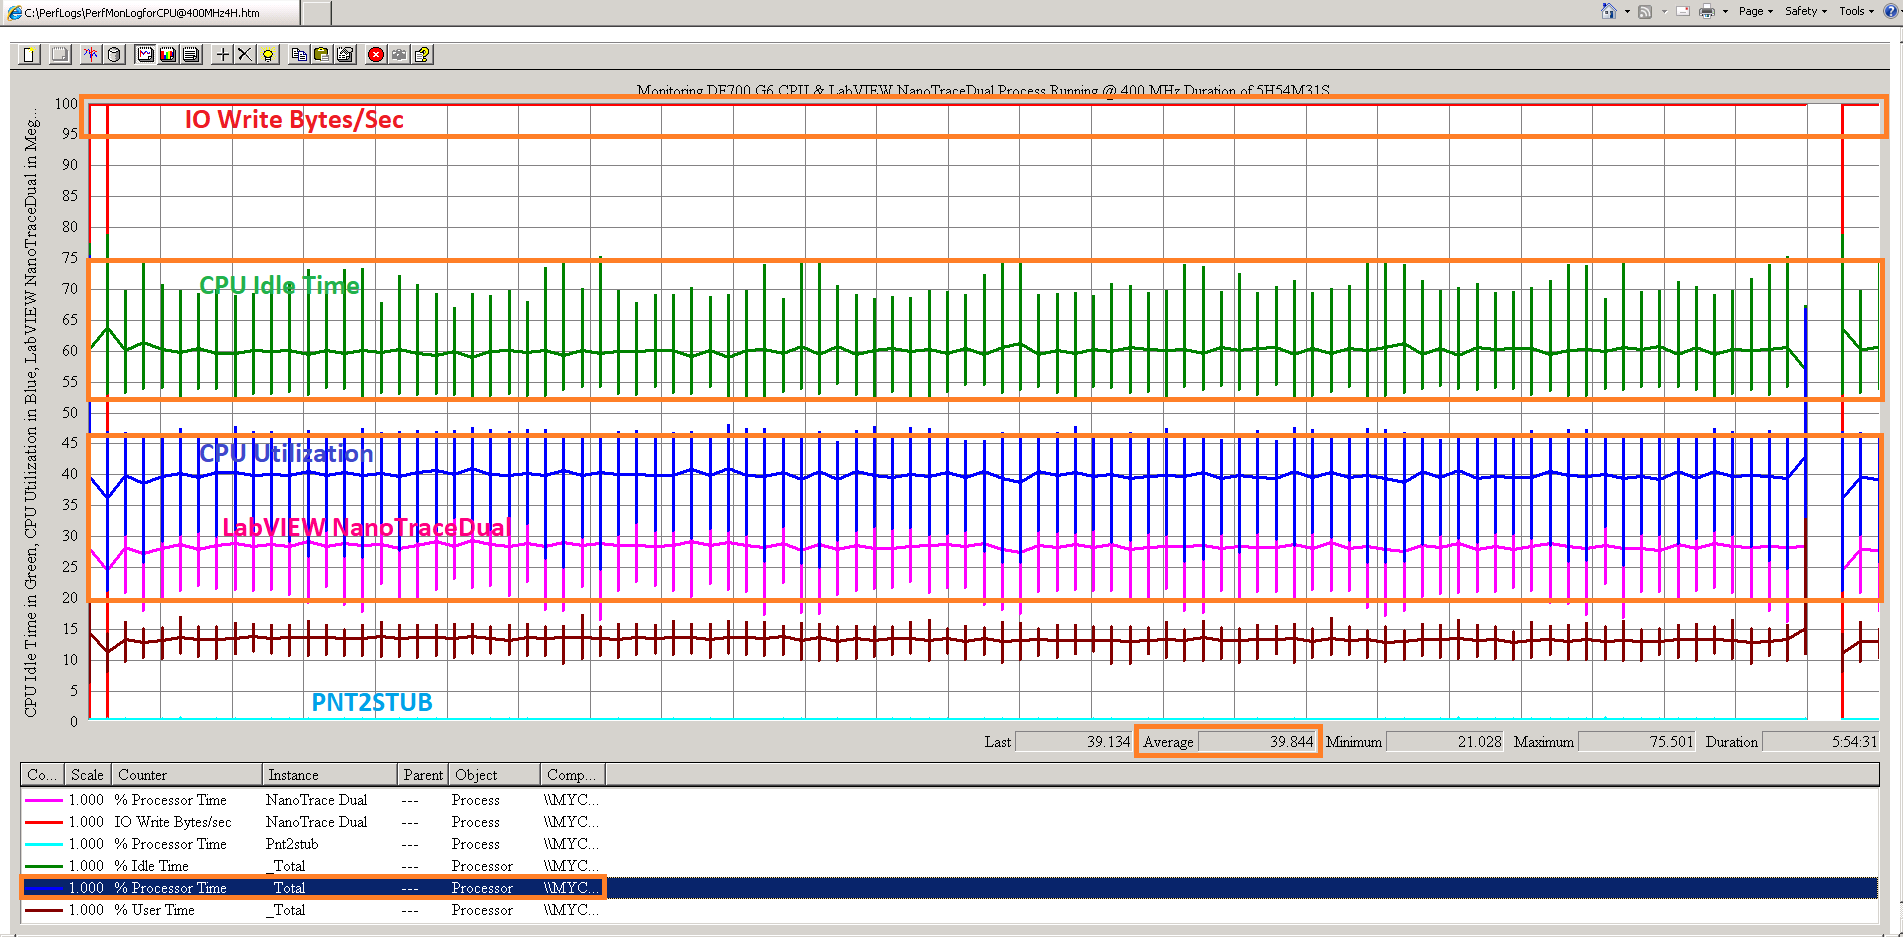 C:\PerfLogs\PerfMonLogforCPU@400MHz4H.htm
Page Safety Tools
Monitoring DF700 G6 CPU & LabVIEW NanoTraceDual Process Running @ 400 MHz Duration of 5H54M31S
CPU Idle Time in Green, CPU Utilization in Blue, LabVIEW NanoTraceDual in Meg...
100
95
90
85
80
75
70
65
60
55
50
45
40
35
30
25
20
15
10
5
0
IO Write Bytes/Sec
CPU Idle Time
CPU Utilization
LabVIEW NanoTraceDual
PNT2STUB
Last 39.134 Average 39.844 Minimum 21.028 Maximum 75.501 Duration 5:54:31
Co... Scale Counter Instance Parent Object Comp...
1.000 % Processor Time NanoTrace Dual --- Process \\MYC...
1.000 IO Write Bytes/sec NanoTrace Dual --- Process \\MYC...
1.000 % Processor Time Pnt2stub --- Process \\MYC...
1.000 % Idle Time _Total --- Processor \\MYC...
1.000 % Processor Time _Total --- Processor \\MYC...
1.000 % User Time _Total --- Processor \\MYC...